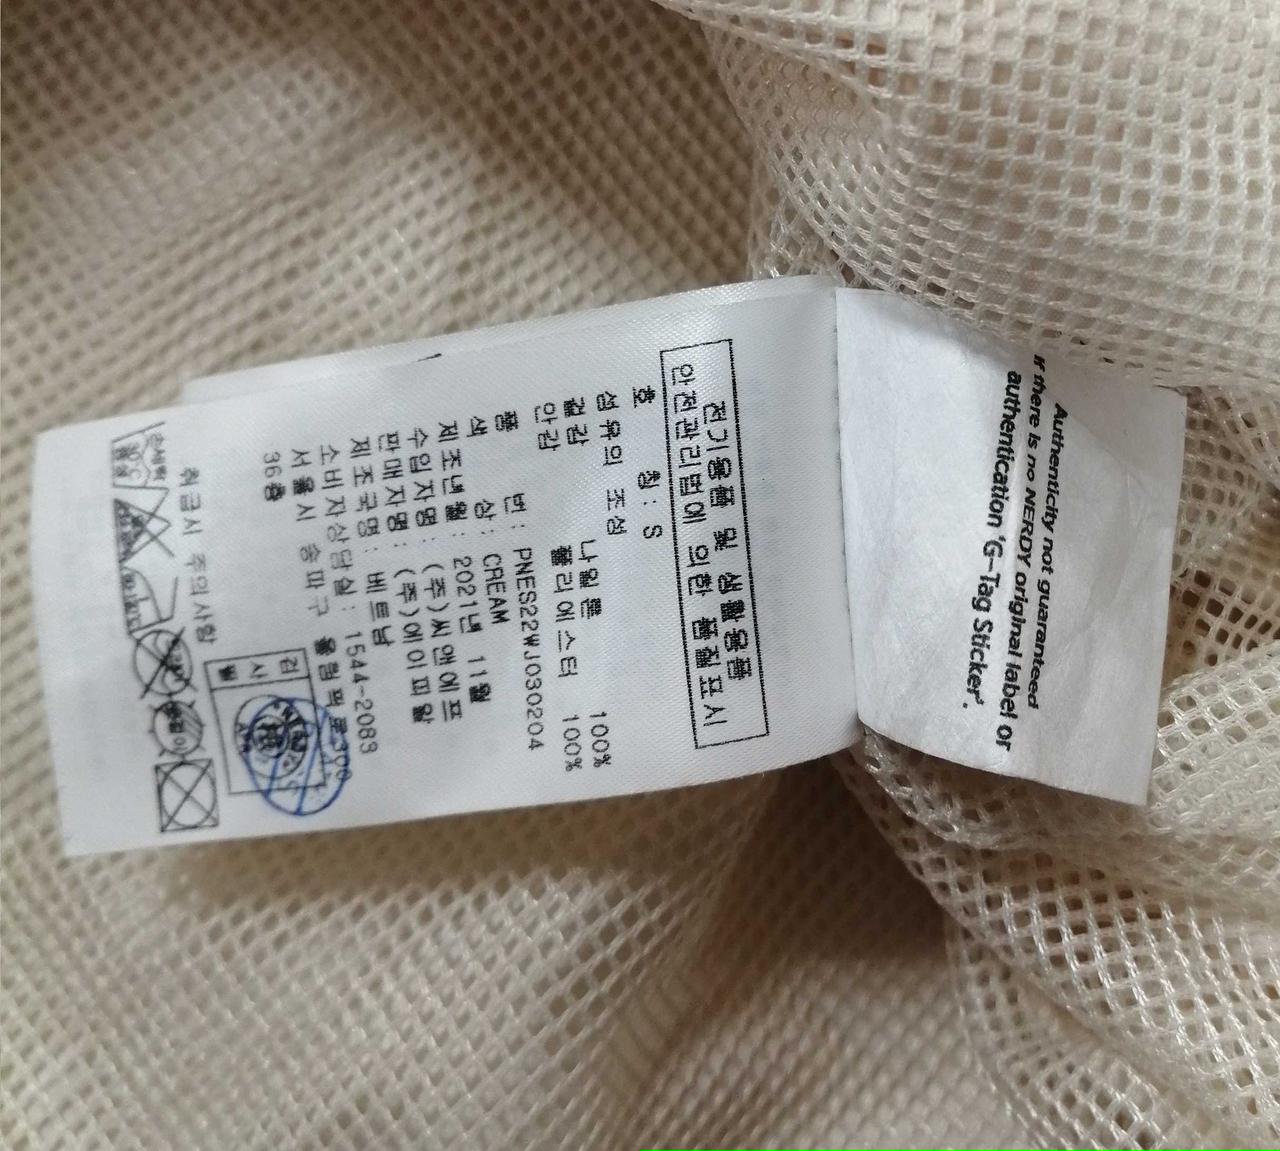 전기용품 및 생활용품
안전관리법에 의한 품질표시
호 칭: S
섬유의 조성
겉감 나일론 100%
안감 폴리에스터 100%
품 번: PNES22WJ030204
색 상: CREAM
제조년월: 2021년 11월
수입자명: (주)씨앤에프
판매자명: (주)에이피알
제조국명: 베트남
소비자상담실: 1544-2083
서울시 송파구 올림픽로300
36층
취급시 주의사항
검
사
필
Authenticity not guaranteed
if there is no NERDY original label or
authentication 'G-Tag Sticker'.